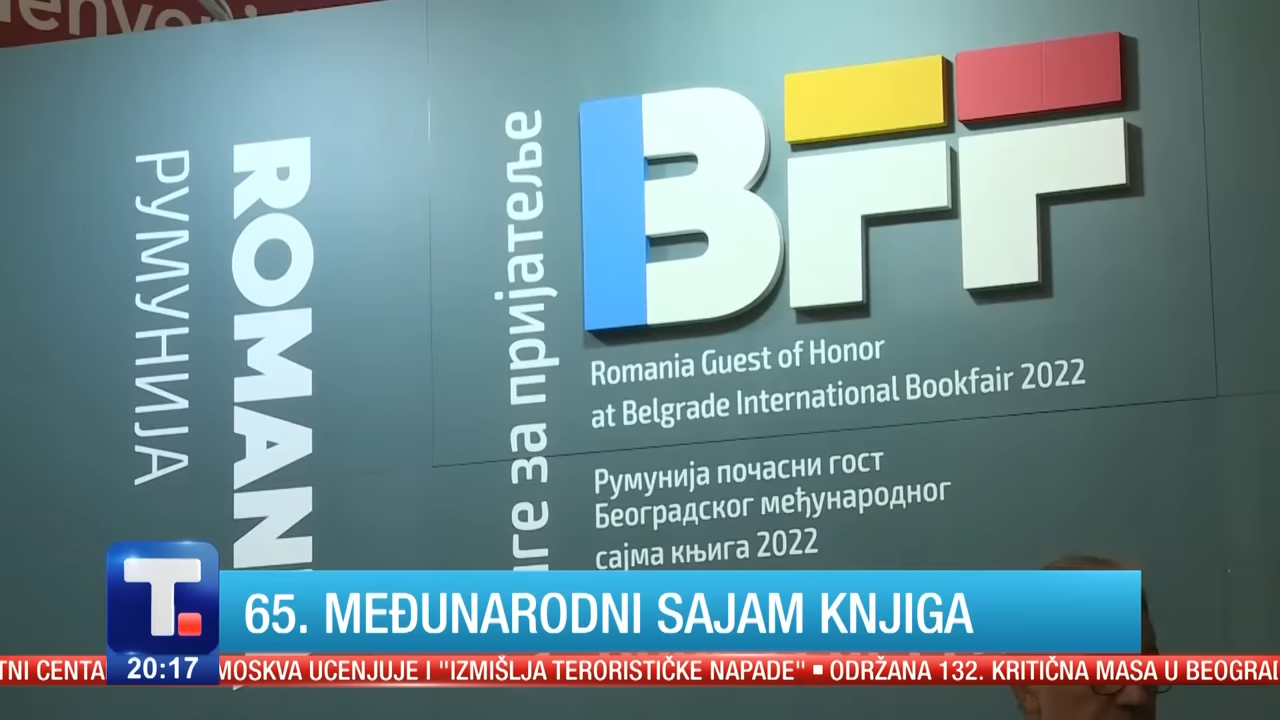 РУМУНИЈА
за пријатеље
BFF
Romania Guest of Honor
at Belgrade International Bookfair 2022
Румунија почасни гост
Београдског међународног
сајма књига 2022
T.
65. MEĐUNARODNI SAJAM KNJIGA
20:17
CENTA MOSKVA UCENJUJE I "IZMIŠLJA TERORISTIČKE NAPADE" ▪ ODRŽANA 132. KRITIČNA MASA U